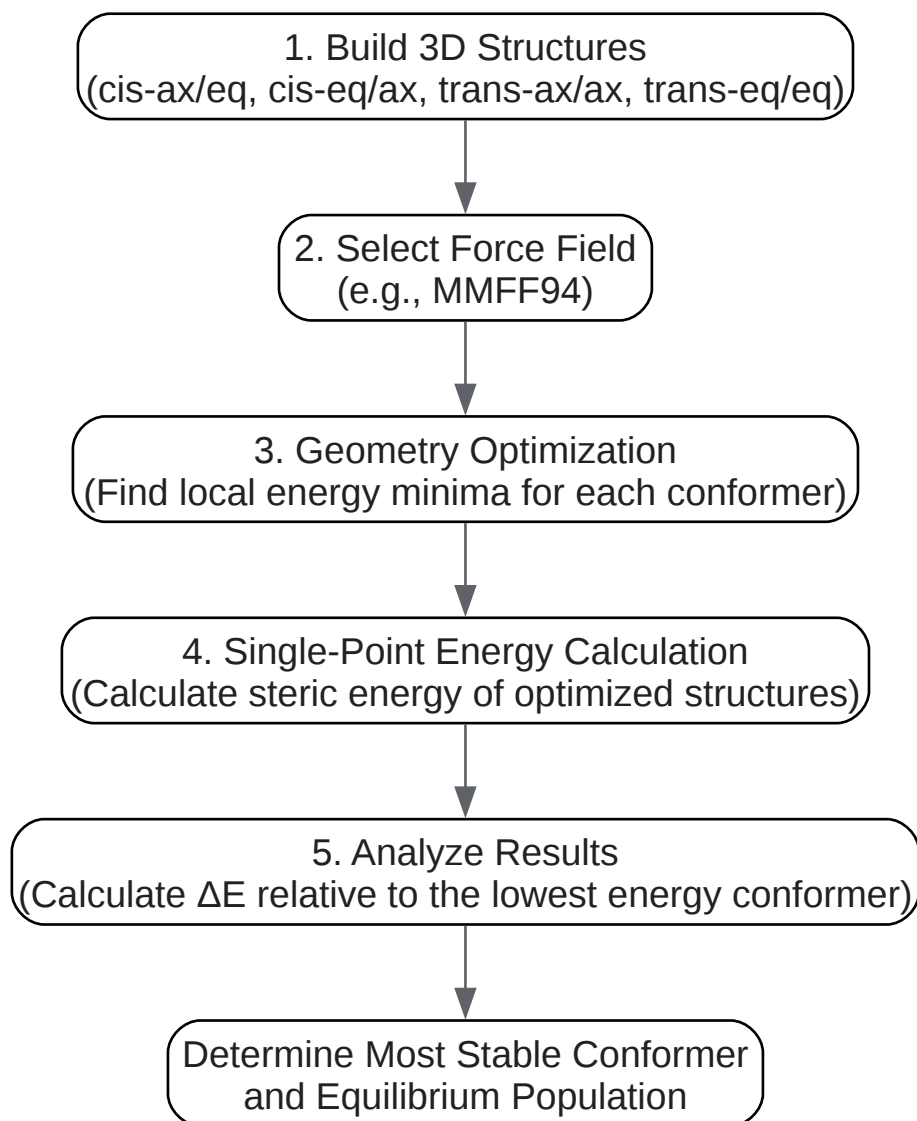 1. Build 3D Structures
(cis-ax/eq, cis-eq/ax, trans-ax/ax, trans-eq/eq)
2. Select Force Field
(e.g., MMFF94)
3. Geometry Optimization
(Find local energy minima for each conformer)
4. Single-Point Energy Calculation
(Calculate steric energy of optimized structures)
5. Analyze Results
(Calculate ΔE relative to the lowest energy conformer)
Determine Most Stable Conformer
and Equilibrium Population